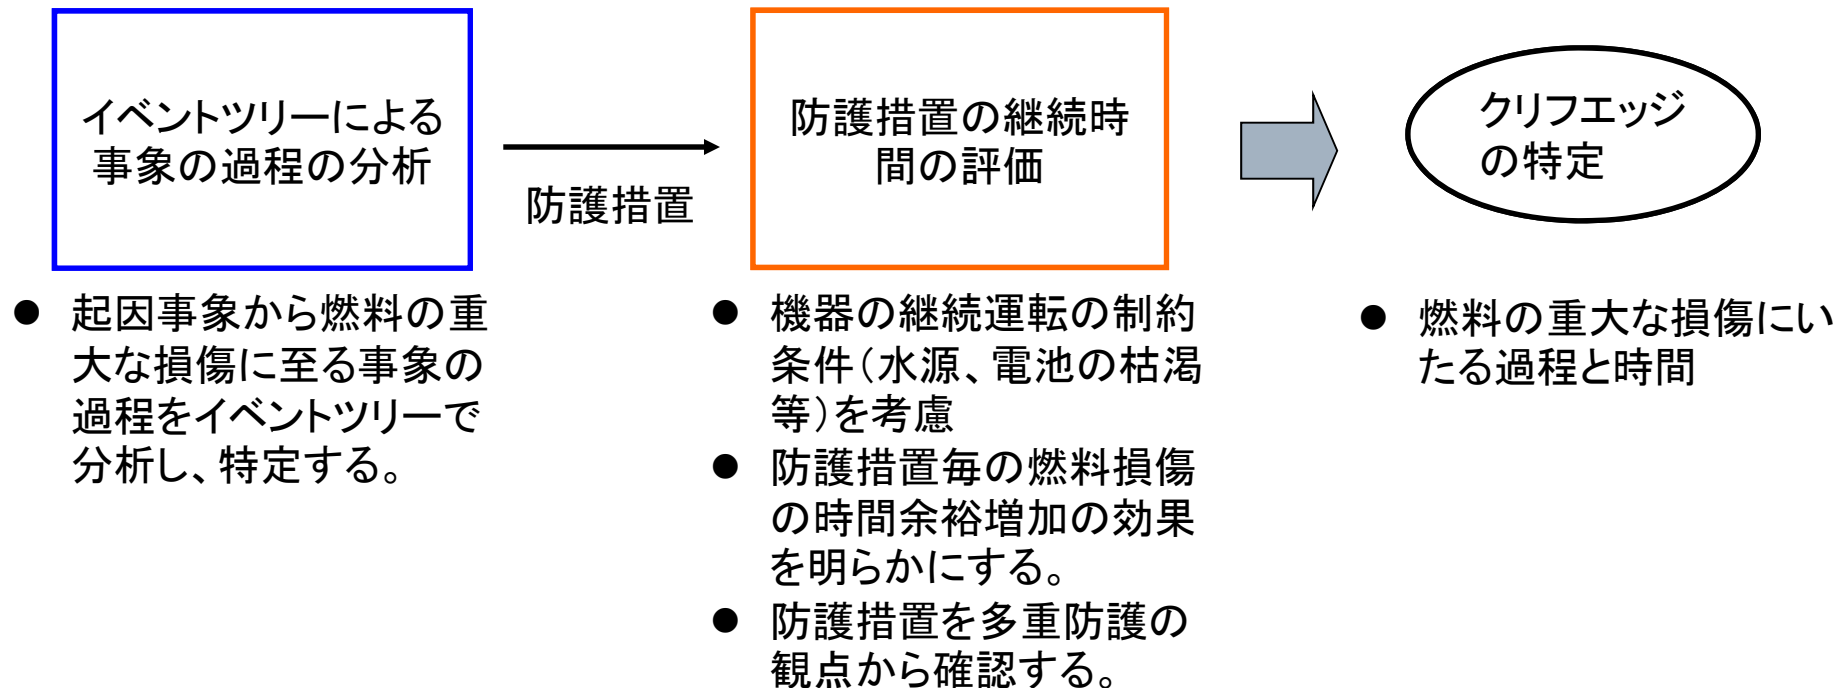 イベントツリーによる
事象の過程の分析
防護措置
防護措置の継続時
間の評価
クリフエッジ
の特定
● 起因事象から燃料の重
大な損傷に至る事象の
過程をイベントツリーで
分析し、特定する。
● 機器の継続運転の制約
条件(水源、電池の枯渇
等)を考慮
● 防護措置毎の燃料損傷
の時間余裕増加の効果
を明らかにする。
● 防護措置を多重防護の
観点から確認する。
● 燃料の重大な損傷にい
たる過程と時間